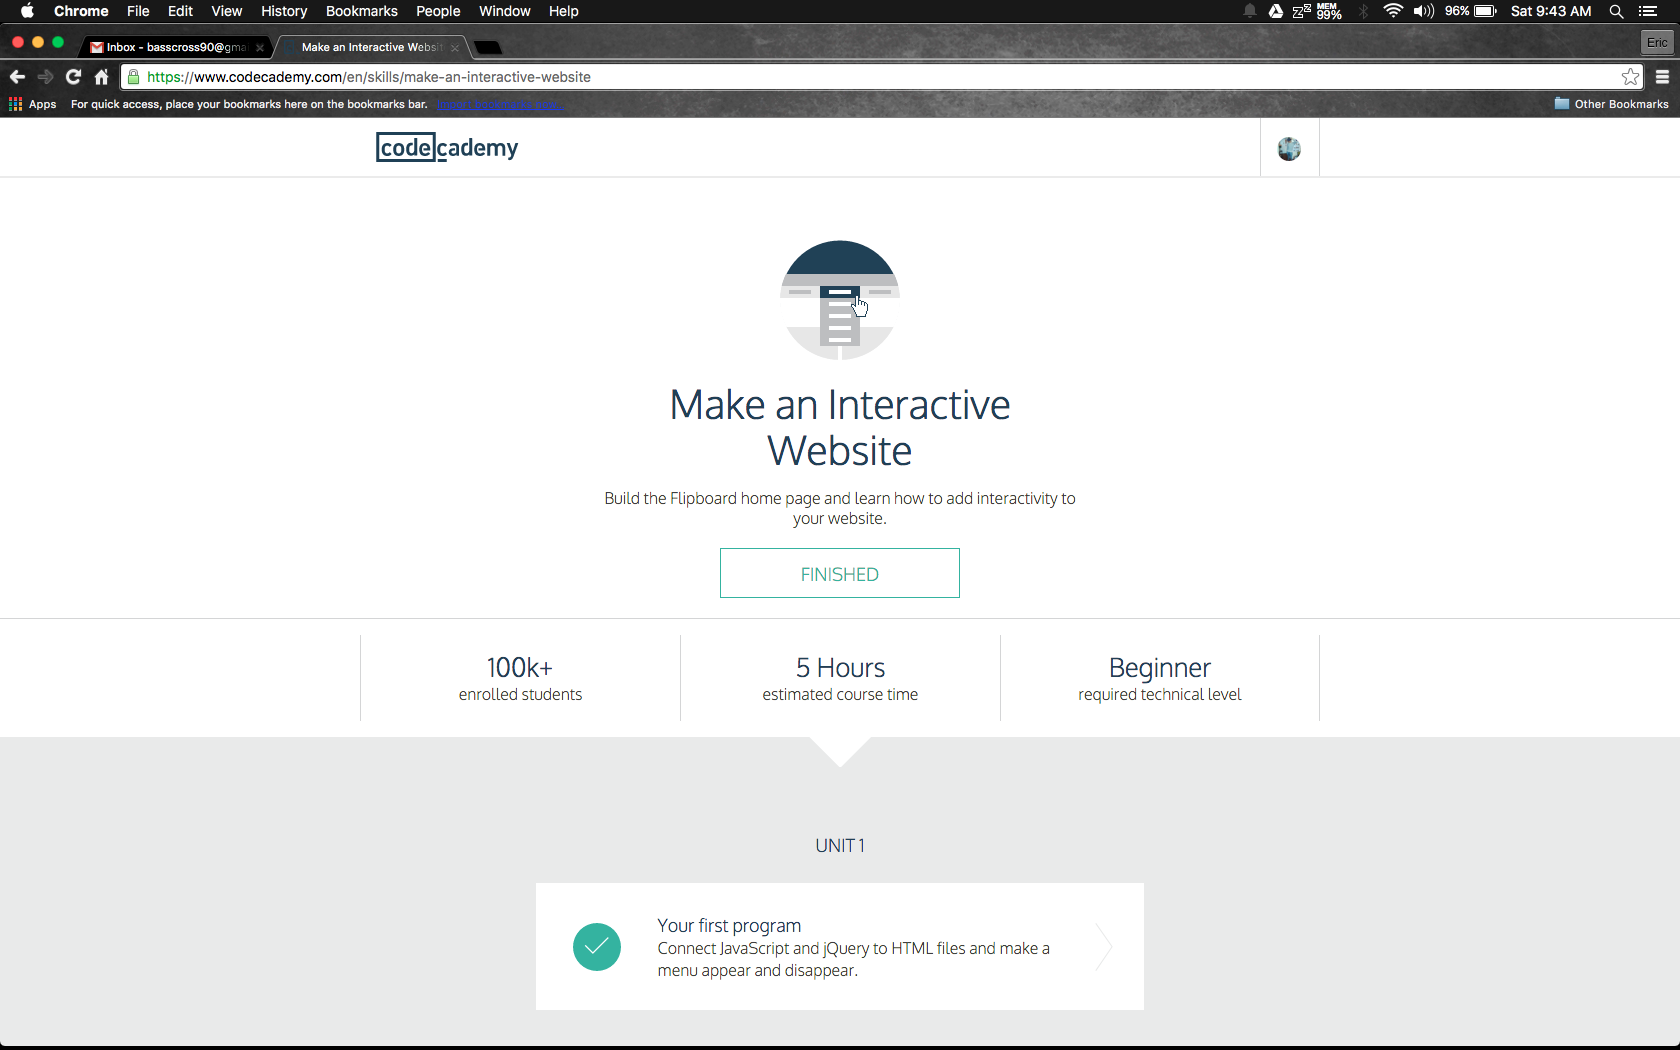 Chrome File Edit View History Bookmarks People Window Help
MEM 99% 96% Sat 9:43 AM
Inbox - basscross90@gmai
Make an Interactive Websit
Eric
https://www.codecademy.com/en/skills/make-an-interactive-website
Apps For quick access, place your bookmarks here on the bookmarks bar. Import bookmarks now...
Other Bookmarks
codecademy
Make an Interactive
Website
Build the Flipboard home page and learn how to add interactivity to
your website.
FINISHED
100k+
enrolled students
5 Hours
estimated course time
Beginner
required technical level
UNIT 1
Your first program
Connect JavaScript and jQuery to HTML files and make a
menu appear and disappear.